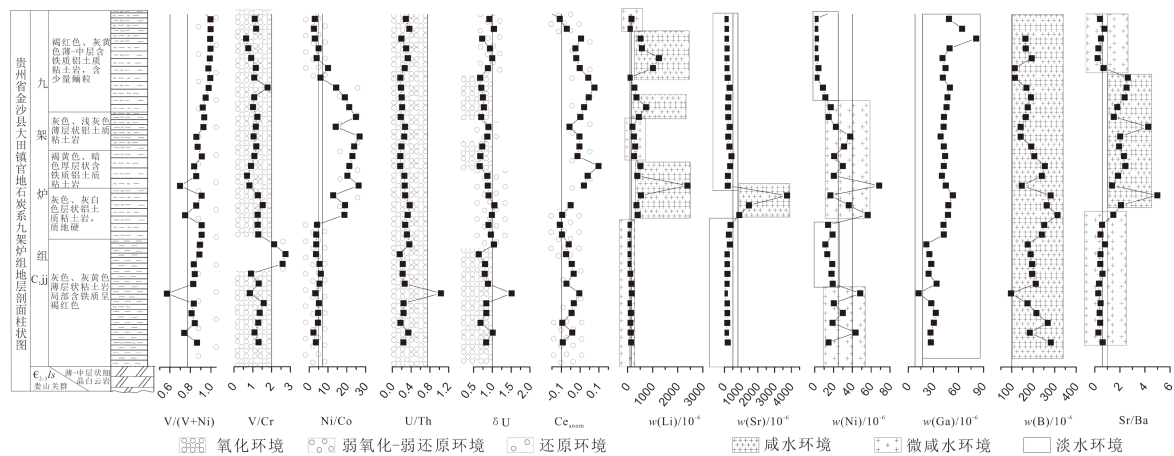 贵州省金沙县大田镇官地石炭系九架炉组地层剖面柱状图
九架炉组
C₁jj
褐红色、灰黄
色薄-中层含
铁质铝土质
粘土岩，含
少量鲕粒
灰色、浅灰色
薄层状铝土质
粘土岩
褐黄色、暗
色厚层状含
铁质铝土质
粘土岩
灰色、灰白
色层状铝土
质粘土岩，
质地硬
灰色、灰黄色
薄层状粘土岩
局部含铁质呈
褐红色
薄-中层状细
晶白云岩
娄山关群
0.6 0.8 1.0
0 1 2 3
0 10 20 30
0.0 0.4 0.8 1.2
0.6 1.2 1.8
-0.1 0.0 0.1
0 1000 2000
0 1000 2000 3000 4000
0 20 40 60 80
0 30 60 90
100 200 300 400
0 2 4 6
V/(V+Ni) V/Cr Ni/Co U/Th δU Ceanom w(Li)/10⁻⁶ w(Sr)/10⁻⁶ w(Ni)/10⁻⁶ w(Ga)/10⁻⁶ w(B)/10⁻⁶ Sr/Ba
氧化环境 弱氧化-弱还原环境 还原环境 咸水环境 微咸水环境 淡水环境